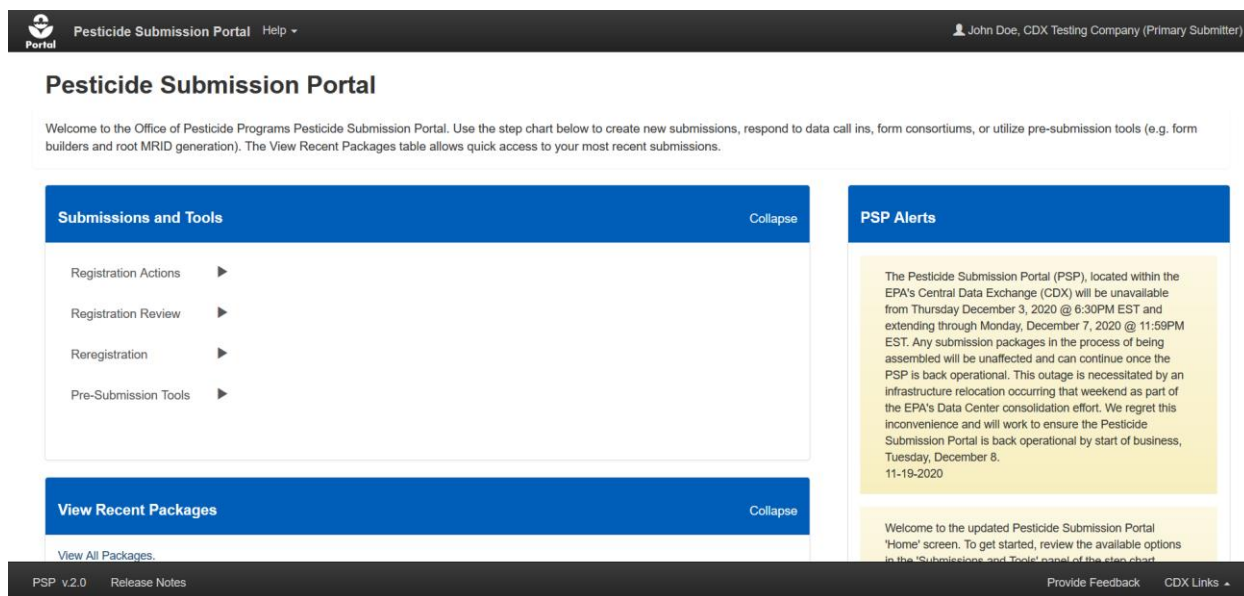 Portal
Pesticide Submission Portal Help
John Doe, CDX Testing Company (Primary Submitter)
Pesticide Submission Portal
Welcome to the Office of Pesticide Programs Pesticide Submission Portal. Use the step chart below to create new submissions, respond to data call ins, form consortiums, or utilize pre-submission tools (e.g. form
builders and root MRID generation). The View Recent Packages table allows quick access to your most recent submissions.
Submissions and Tools
Collapse
Registration Actions
Registration Review
Reregistration
Pre-Submission Tools
View Recent Packages
Collapse
View All Packages.
PSP Alerts
The Pesticide Submission Portal (PSP), located within the
EPA's Central Data Exchange (CDX) will be unavailable
from Thursday December 3, 2020 @ 6:30PM EST and
extending through Monday, December 7, 2020 @ 11:59PM
EST. Any submission packages in the process of being
assembled will be unaffected and can continue once the
PSP is back operational. This outage is necessitated by an
infrastructure relocation occurring that weekend as part of
the EPA's Data Center consolidation effort. We regret this
inconvenience and will work to ensure the Pesticide
Submission Portal is back operational by start of business,
Tuesday, December 8.
11-19-2020
Welcome to the updated Pesticide Submission Portal
'Home' screen. To get started, review the available options
in the 'Submissions and Tools' panel of the step chart
PSP v.2.0
Release Notes
Provide Feedback
CDX Links